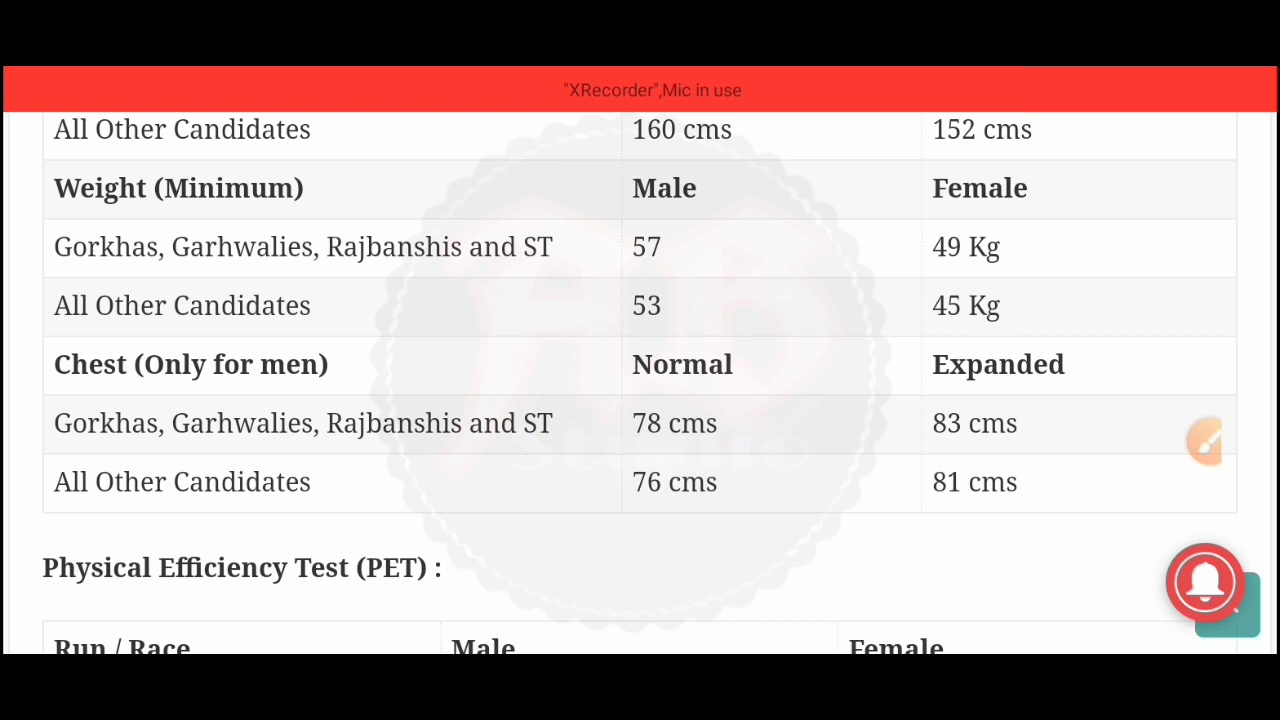 "XRecorder",Mic in use
All Other Candidates 160 cms 152 cms
Weight (Minimum) Male Female
Gorkhas, Garhwalies, Rajbanshis and ST 57 49 Kg
All Other Candidates 53 45 Kg
Chest (Only for men) Normal Expanded
Gorkhas, Garhwalies, Rajbanshis and ST 78 cms 83 cms
All Other Candidates 76 cms 81 cms
Physical Efficiency Test (PET) :
Run / Race Male Female